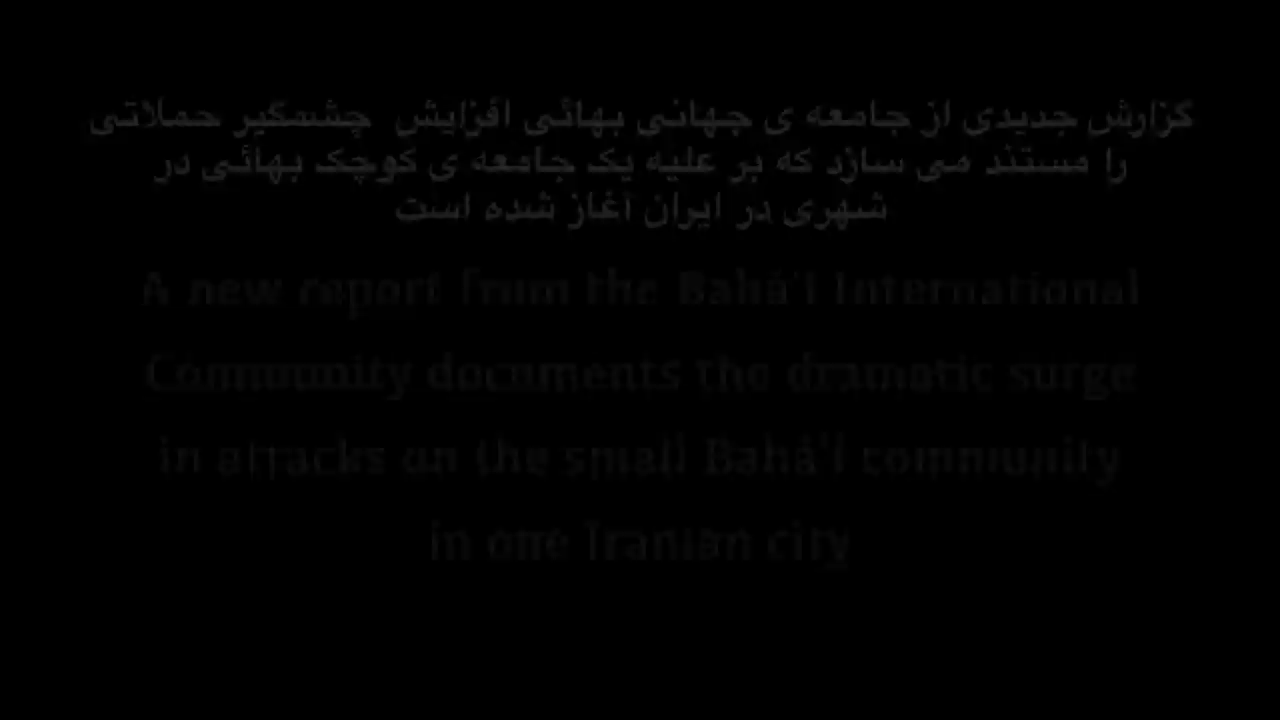 گزارش جدیدی از جامعه ی جهانی بهائی افزایش چشمگیر حملاتی
را مستند می سازد که بر علیه یک جامعه ی کوچک بهائی در
شهری در ایران آغاز شده است
A new report from the Bahá'í International
Community documents the dramatic surge
in attacks on the small Bahá'í community
in one Iranian city